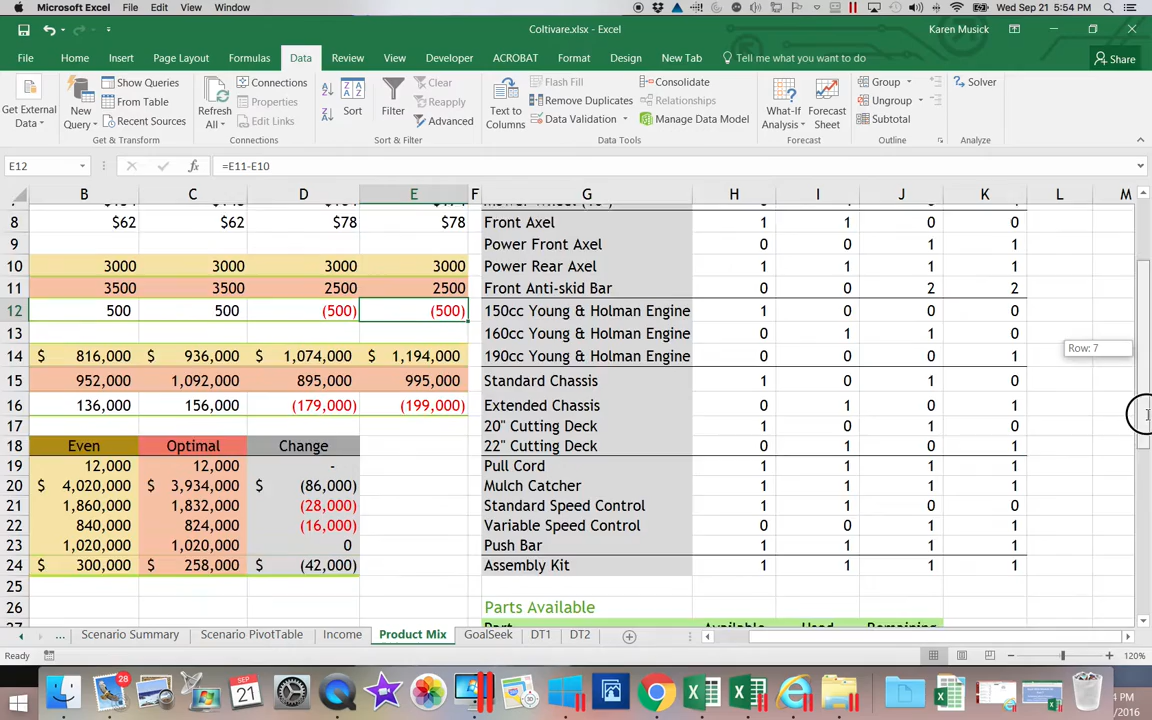 Microsoft Excel File Edit View Window Wed Sep 21 5:54 PM
Coltivare.xlsx - Excel Karen Musick
File Home Insert Page Layout Formulas Data Review View Developer ACROBAT Format Design New Tab Tell me what you want to do Share
Get External Data New Query Show Queries From Table Recent Sources Refresh All Connections Properties Edit Links Sort Filter Clear Reapply Advanced Text to Columns Flash Fill Remove Duplicates Data Validation Consolidate Relationships Manage Data Model What-If Analysis Forecast Sheet Group Ungroup Subtotal Solver
Get & Transform Connections Sort & Filter Data Tools Forecast Outline Analyze
E12 fx =E11-E10
B C D E F G H I J K L M
8 $62 $62 $78 $78 Front Axel 1 1 0 0
9 Power Front Axel 0 0 1 1
10 3000 3000 3000 3000 Power Rear Axel 1 1 1 1
11 3500 3500 2500 2500 Front Anti-skid Bar 0 0 2 2
12 500 500 (500) (500) 150cc Young & Holman Engine 1 0 0 0
13 160cc Young & Holman Engine 0 1 1 0
14 $ 816,000 $ 936,000 $ 1,074,000 $ 1,194,000 190cc Young & Holman Engine 0 0 0 1
Row: 7
15 952,000 1,092,000 895,000 995,000 Standard Chassis 1 0 1 0
16 136,000 156,000 (179,000) (199,000) Extended Chassis 0 1 0 1
17 20" Cutting Deck 1 0 1 0
18 Even Optimal Change 22" Cutting Deck 0 1 0 1
19 12,000 12,000 - Pull Cord 1 1 1 1
20 $ 4,020,000 $ 3,934,000 $ (86,000) Mulch Catcher 1 1 1 1
21 1,860,000 1,832,000 (28,000) Standard Speed Control 1 1 0 0
22 840,000 824,000 (16,000) Variable Speed Control 0 0 1 1
23 1,020,000 1,020,000 0 Push Bar 1 1 1 1
24 $ 300,000 $ 258,000 $ (42,000) Assembly Kit 1 1 1 1
25
26 Parts Available
... Scenario Summary Scenario PivotTable Income Product Mix GoalSeek DT1 DT2
Ready 120%
28 SEP 21